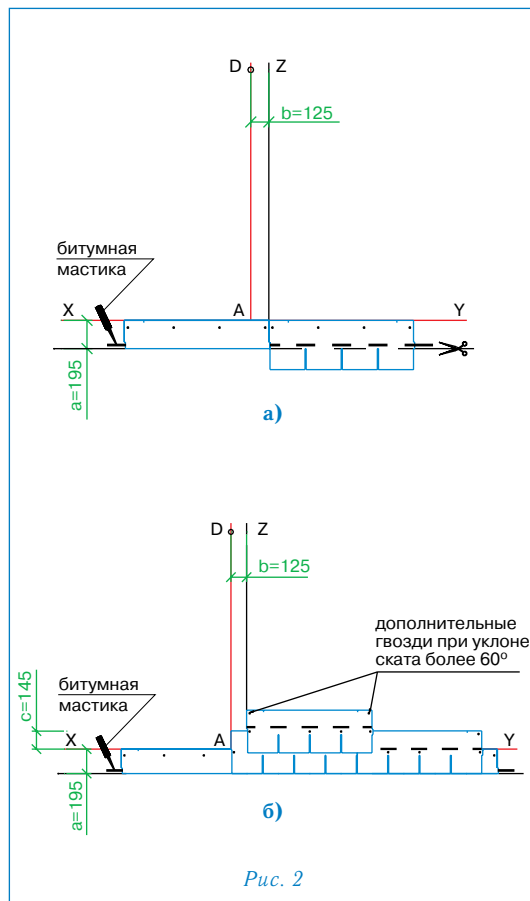 D Z
b=125
битумная
мастика
X A Y
a=195
а)
D Z
b=125
дополнительные
гвозди при уклоне
ската более 60º
битумная
мастика
c=145
X A Y
a=195
б)
Рис. 2